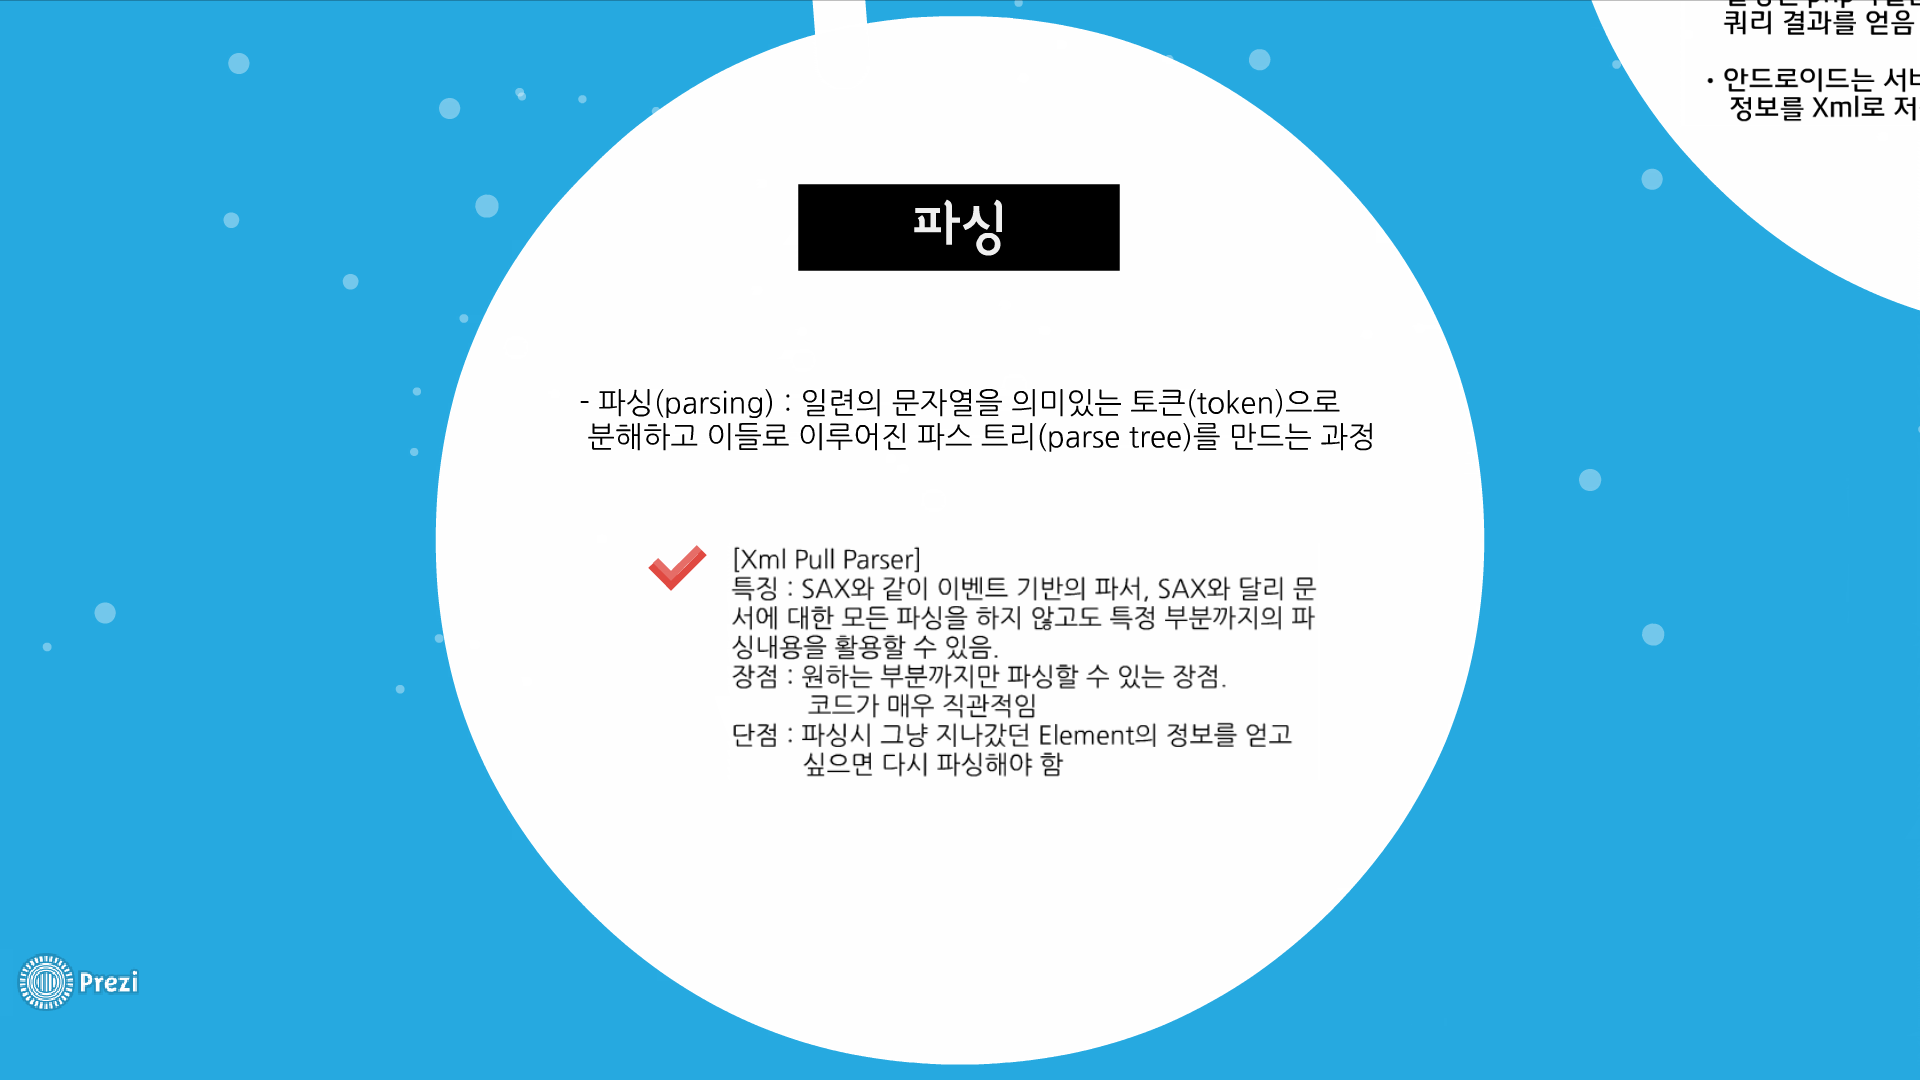 파싱
- 파싱(parsing) : 일련의 문자열을 의미있는 토큰(token)으로
분해하고 이들로 이루어진 파스 트리(parse tree)를 만드는 과정
[Xml Pull Parser]
특징 : SAX와 같이 이벤트 기반의 파서, SAX와 달리 문
서에 대한 모든 파싱을 하지 않고도 특정 부분까지의 파
싱내용을 활용할 수 있음.
장점 : 원하는 부분까지만 파싱할 수 있는 장점.
코드가 매우 직관적임
단점 : 파싱시 그냥 지나갔던 Element의 정보를 얻고
싶으면 다시 파싱해야 함
쿼리 결과를 얻음
• 안드로이드는
정보를 Xml로 저
Prezi